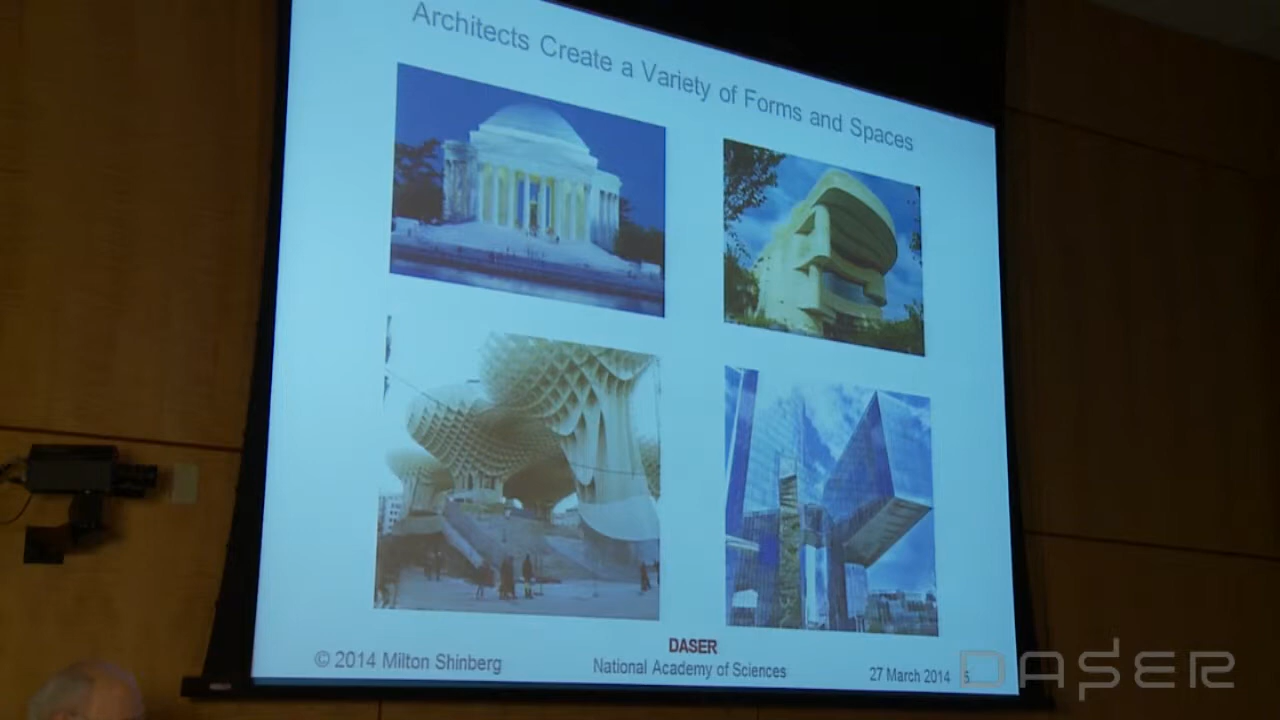 Architects Create a Variety of Forms and Spaces
DASER
© 2014 Milton Shinberg
National Academy of Sciences
27 March 2014
5
DASER